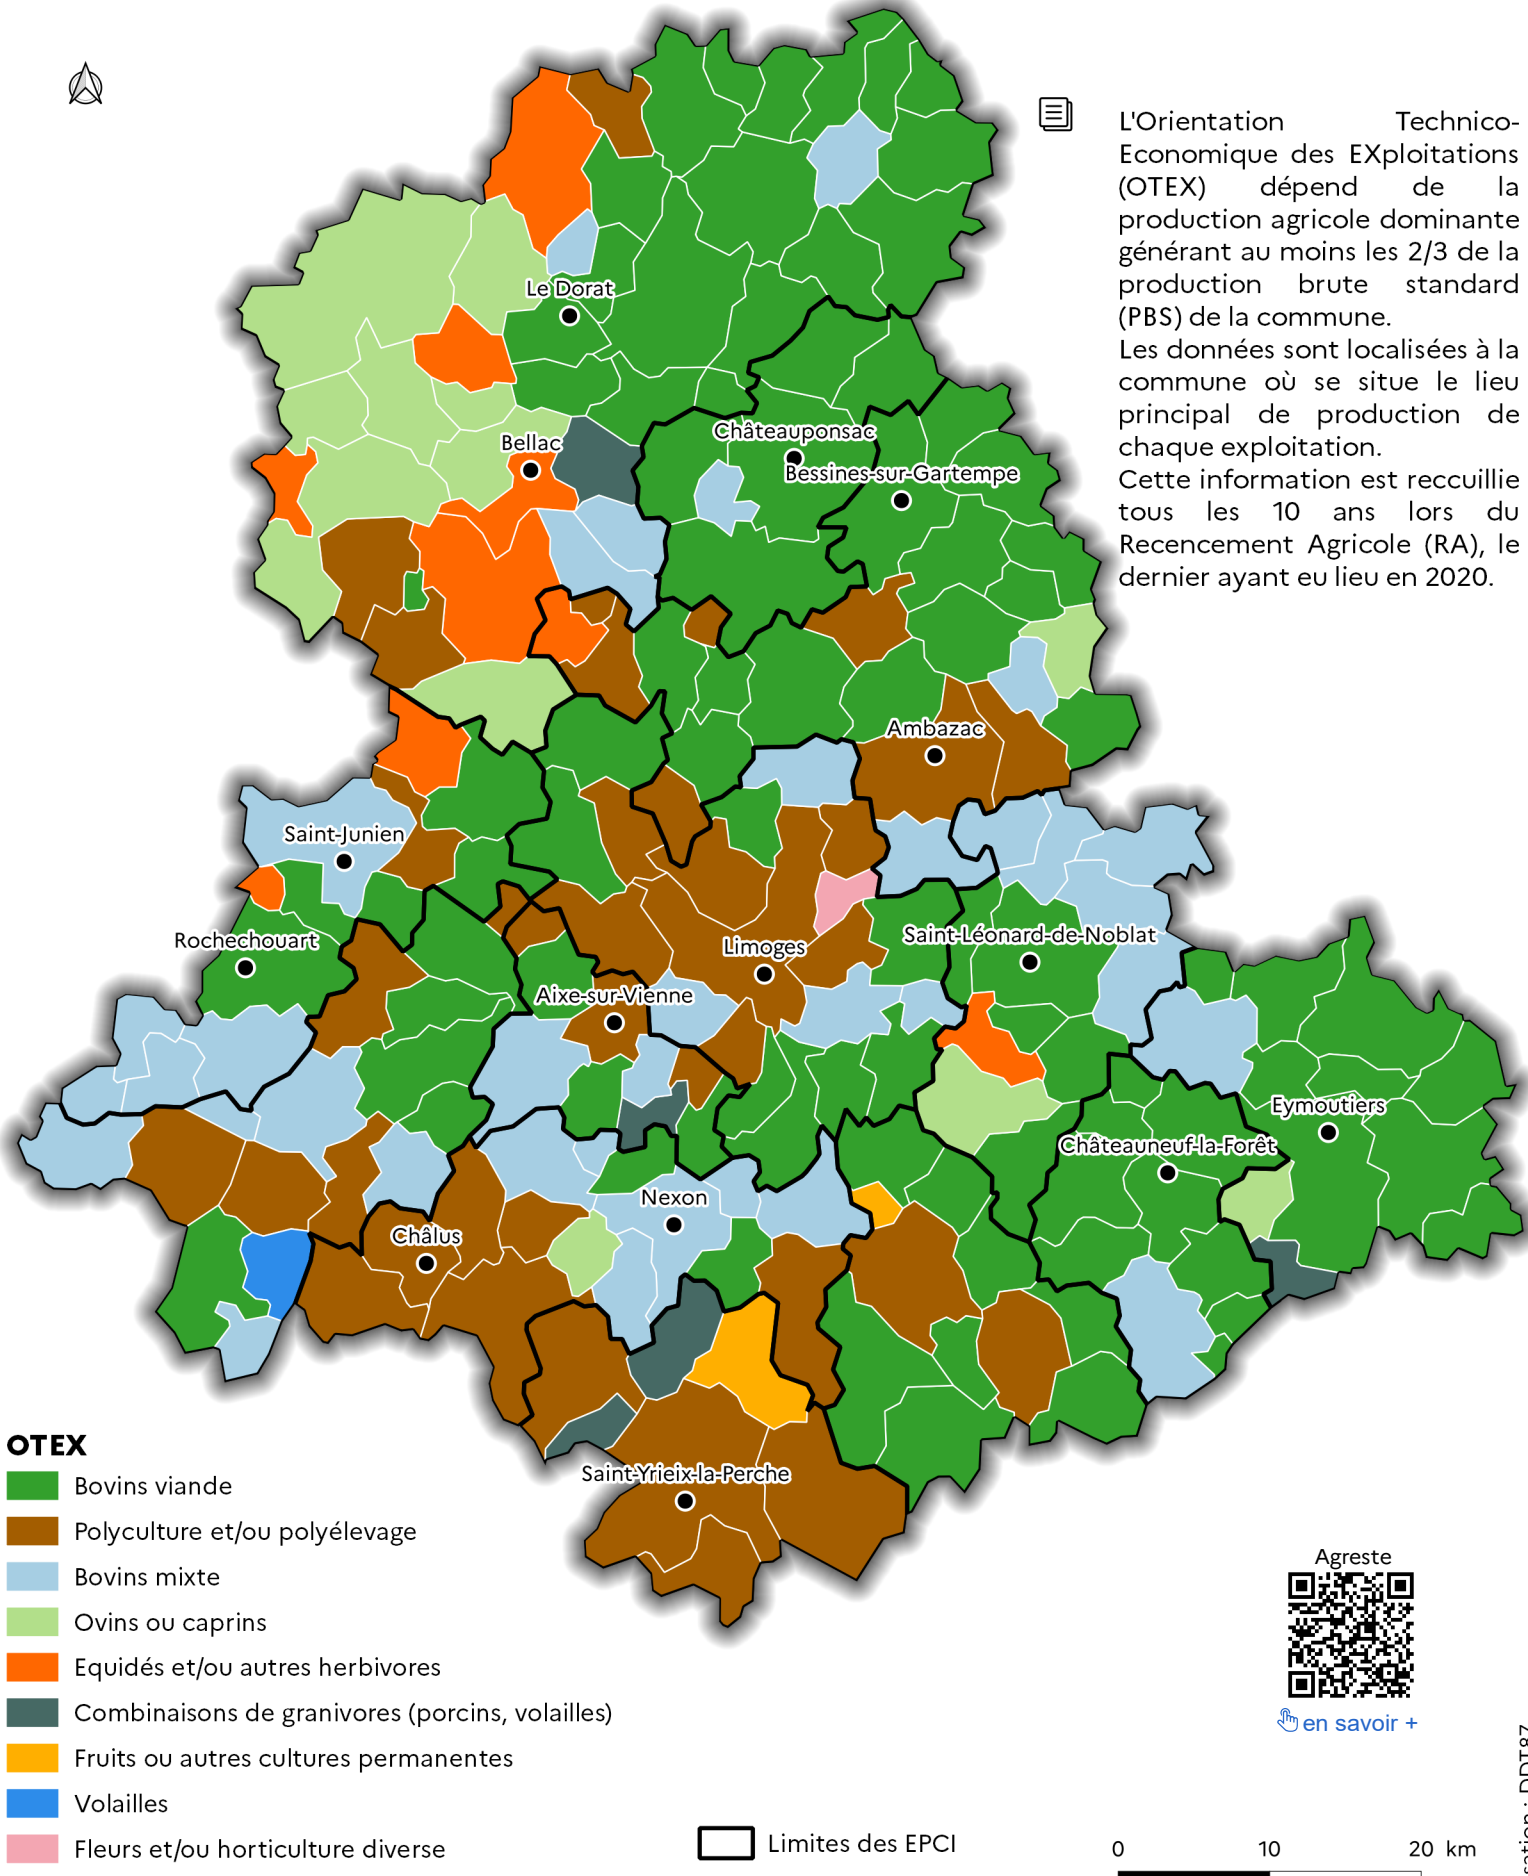 L'Orientation Technico-
Economique des EXploitations
(OTEX) dépend de la
production agricole dominante
générant au moins les 2/3 de la
production brute standard
(PBS) de la commune.
Les données sont localisées à la
commune où se situe le lieu
principal de production de
chaque exploitation.
Cette information est reccuillie
tous les 10 ans lors du
Recencement Agricole (RA), le
dernier ayant eu lieu en 2020.
Le Dorat
Châteauponsac
Bellac
Bessines-sur-Gartempe
Ambazac
Saint-Junien
Saint-Léonard-de-Noblat
Rochechouart
Limoges
Aixe-sur-Vienne
Eymoutiers
Châteauneuf-la-Forêt
Nexon
Châlus
Saint-Yrieix-la-Perche
OTEX
Bovins viande
Polyculture et/ou polyélevage
Bovins mixte
Ovins ou caprins
Equidés et/ou autres herbivores
Combinaisons de granivores (porcins, volailles)
Fruits ou autres cultures permanentes
Volailles
Fleurs et/ou horticulture diverse
Limites des EPCI
Agreste
en savoir +
0 10 20 km